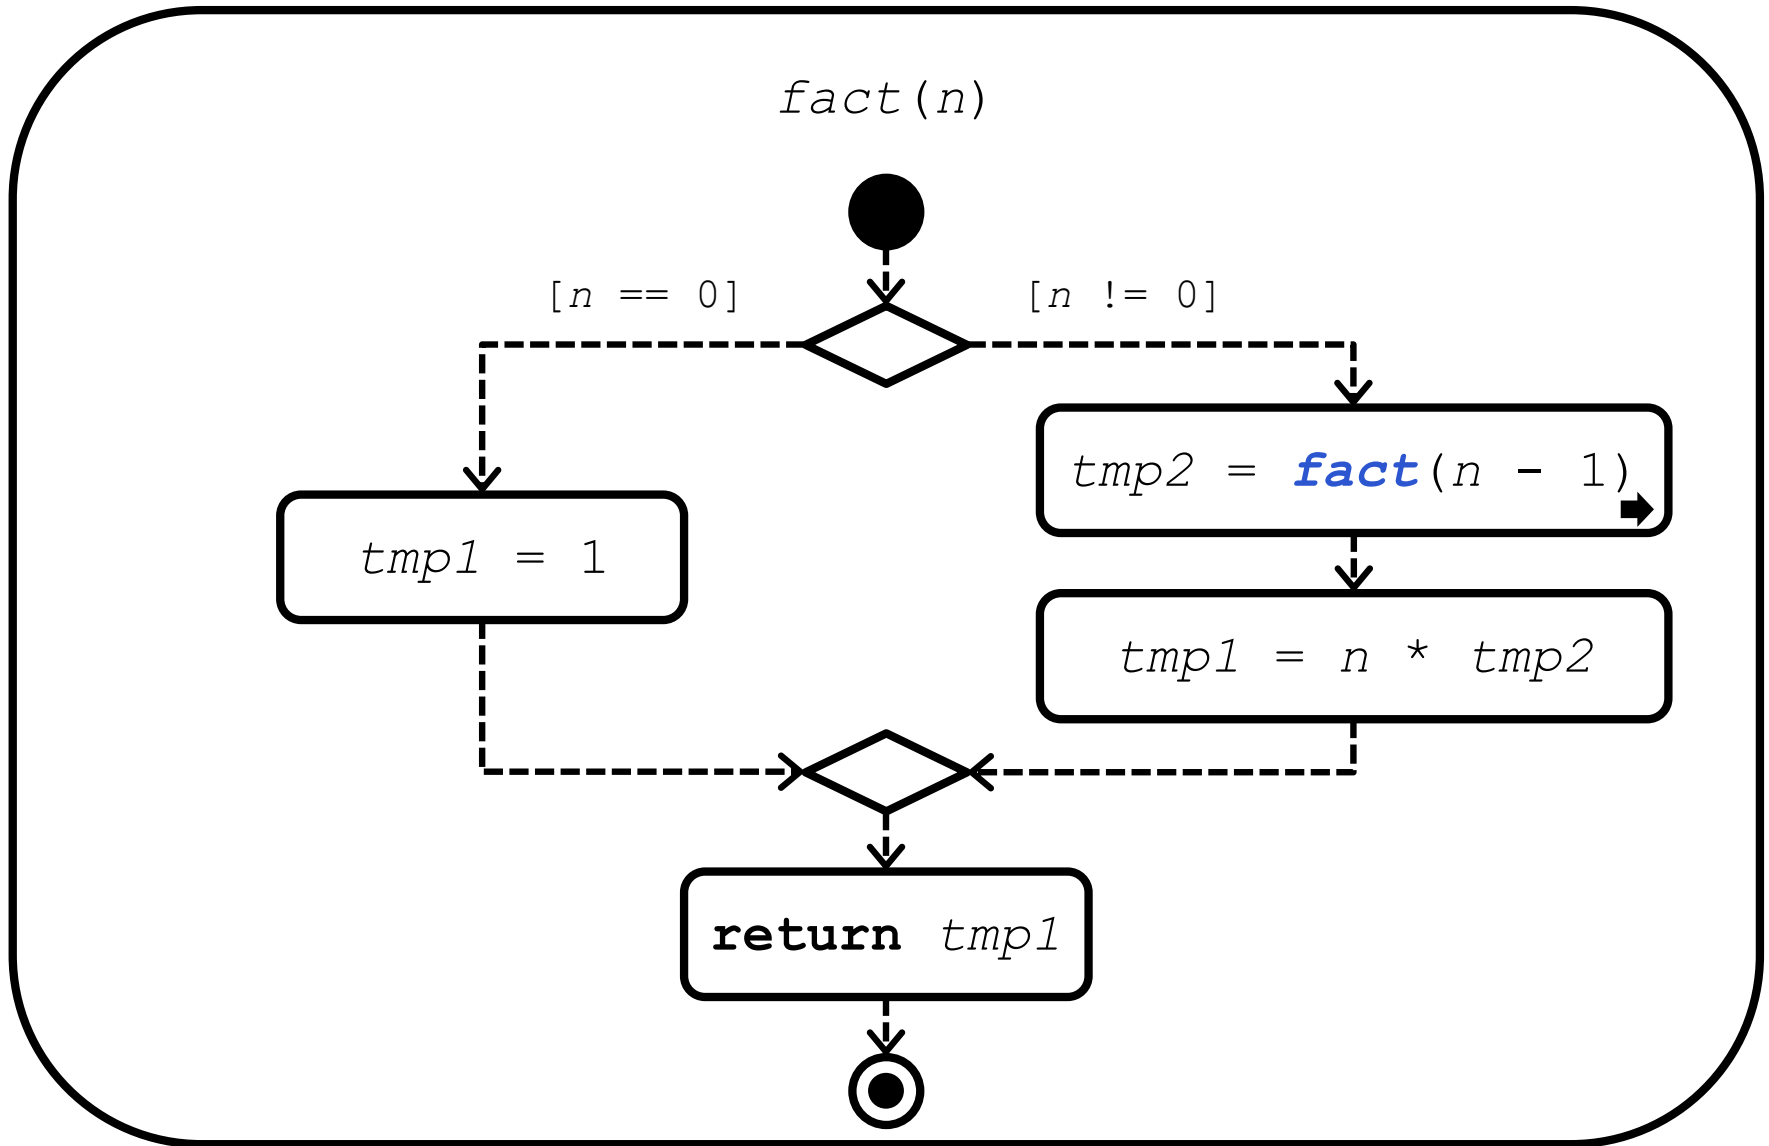 fact(n)
[n == 0]
[n != 0]
tmp2 = fact(n - 1)
tmp1 = 1
tmp1 = n * tmp2
return tmp1